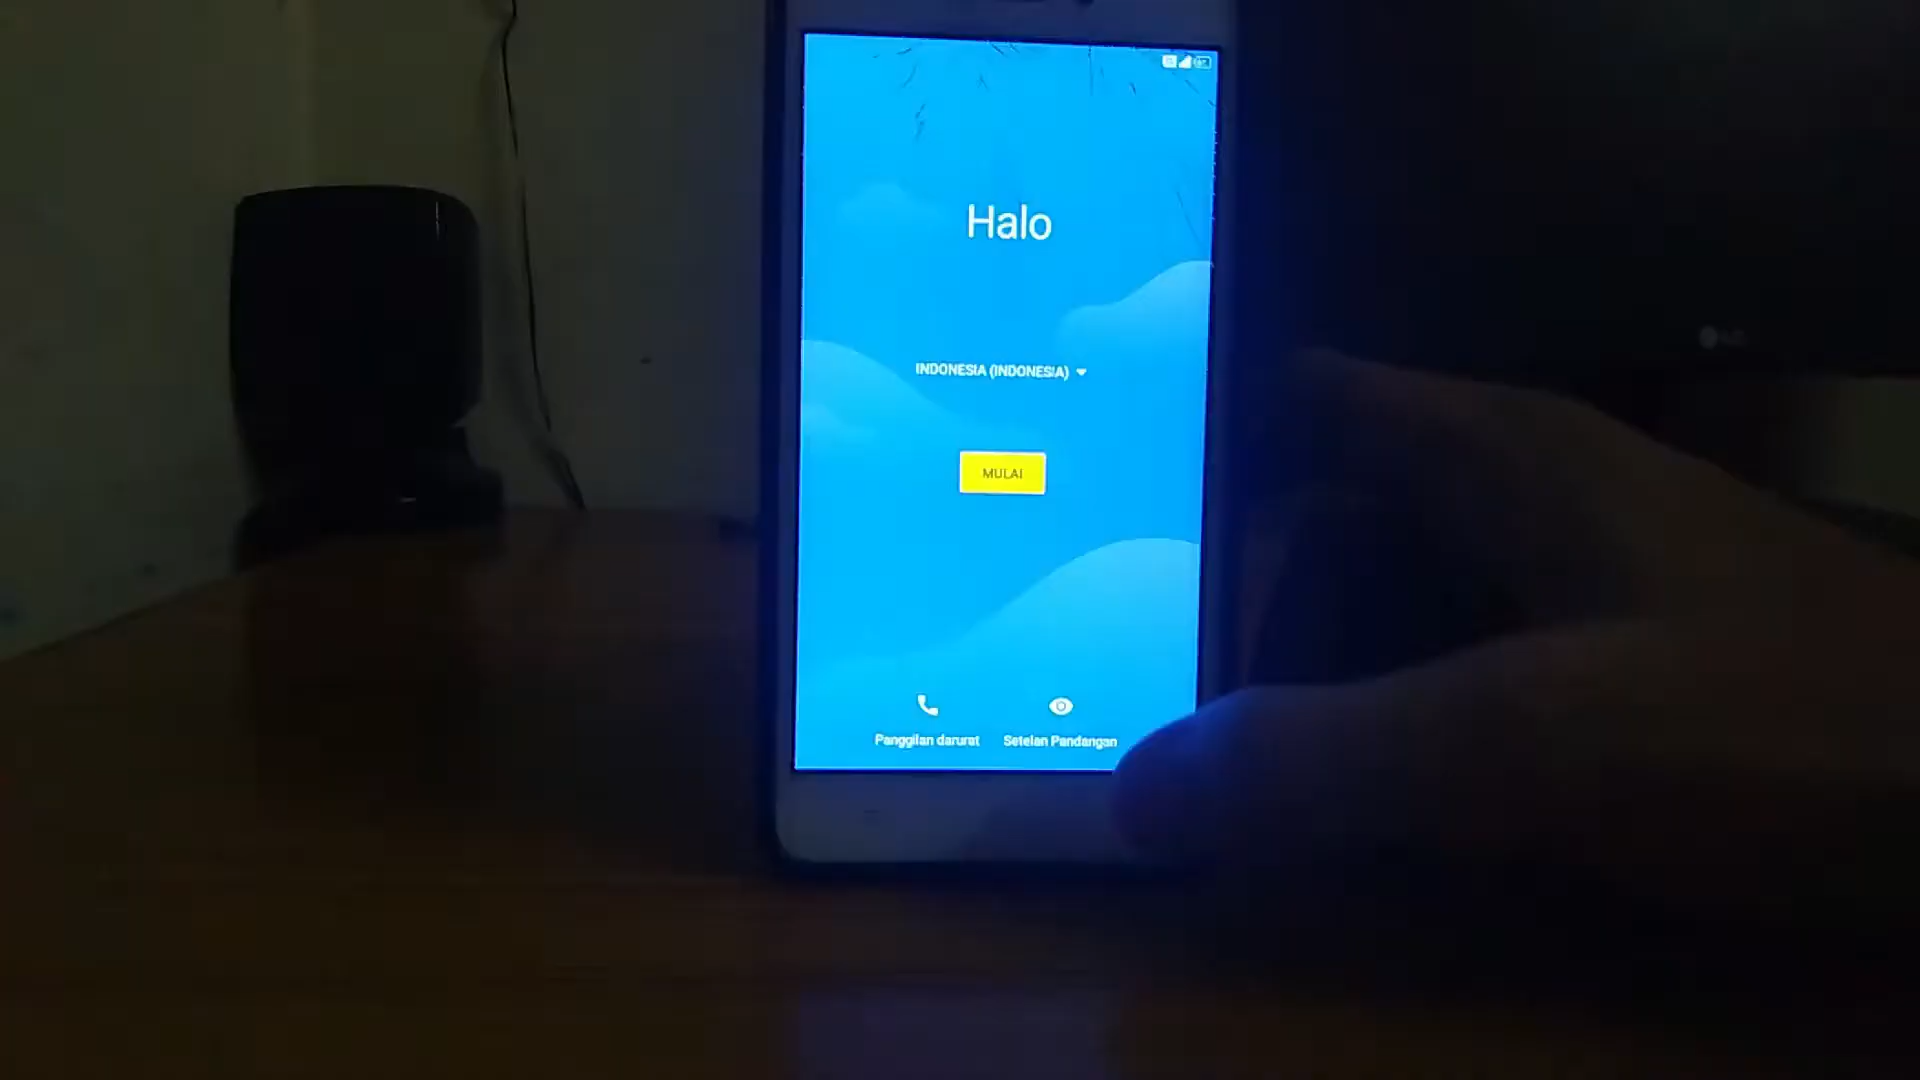 Halo
INDONESIA (INDONESIA)
MULAI
Panggilan darurat
Setelan Pandangan